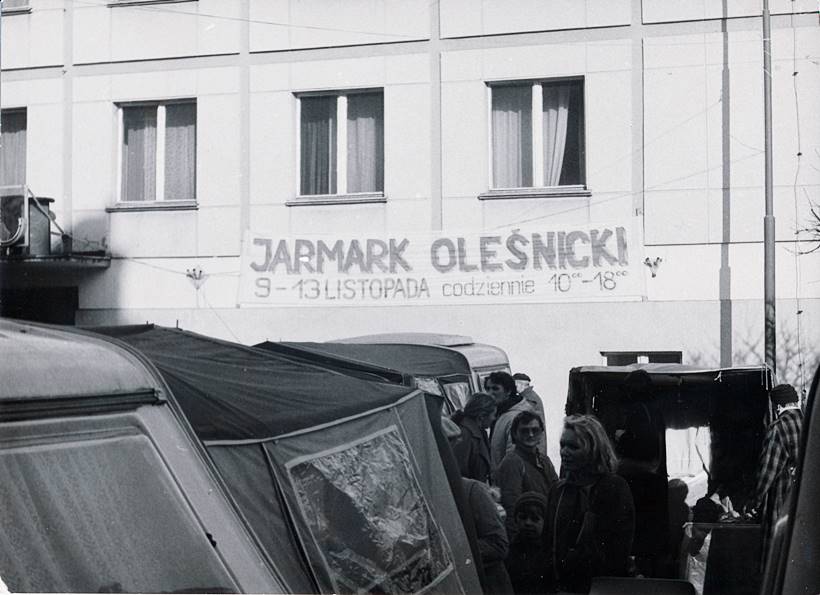 JARMARK OLEŚNICKI
9-13 LISTOPADA codziennie 10⁰⁰-18⁰⁰